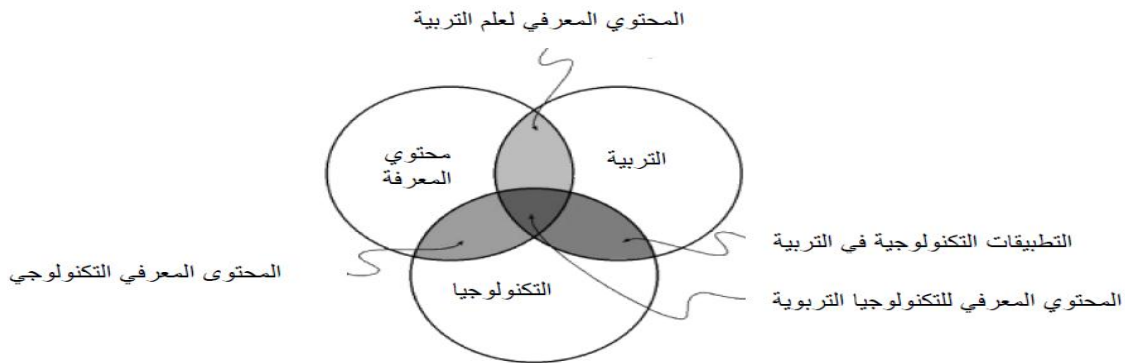 المحتوي المعرفي لعلم التربية
محتوي
المعرفة
التربية
التطبيقات التكنولوجية في التربية
المحتوى المعرفي التكنولوجي
التكنولوجيا
المحتوي المعرفي للتكنولوجيا التربوية